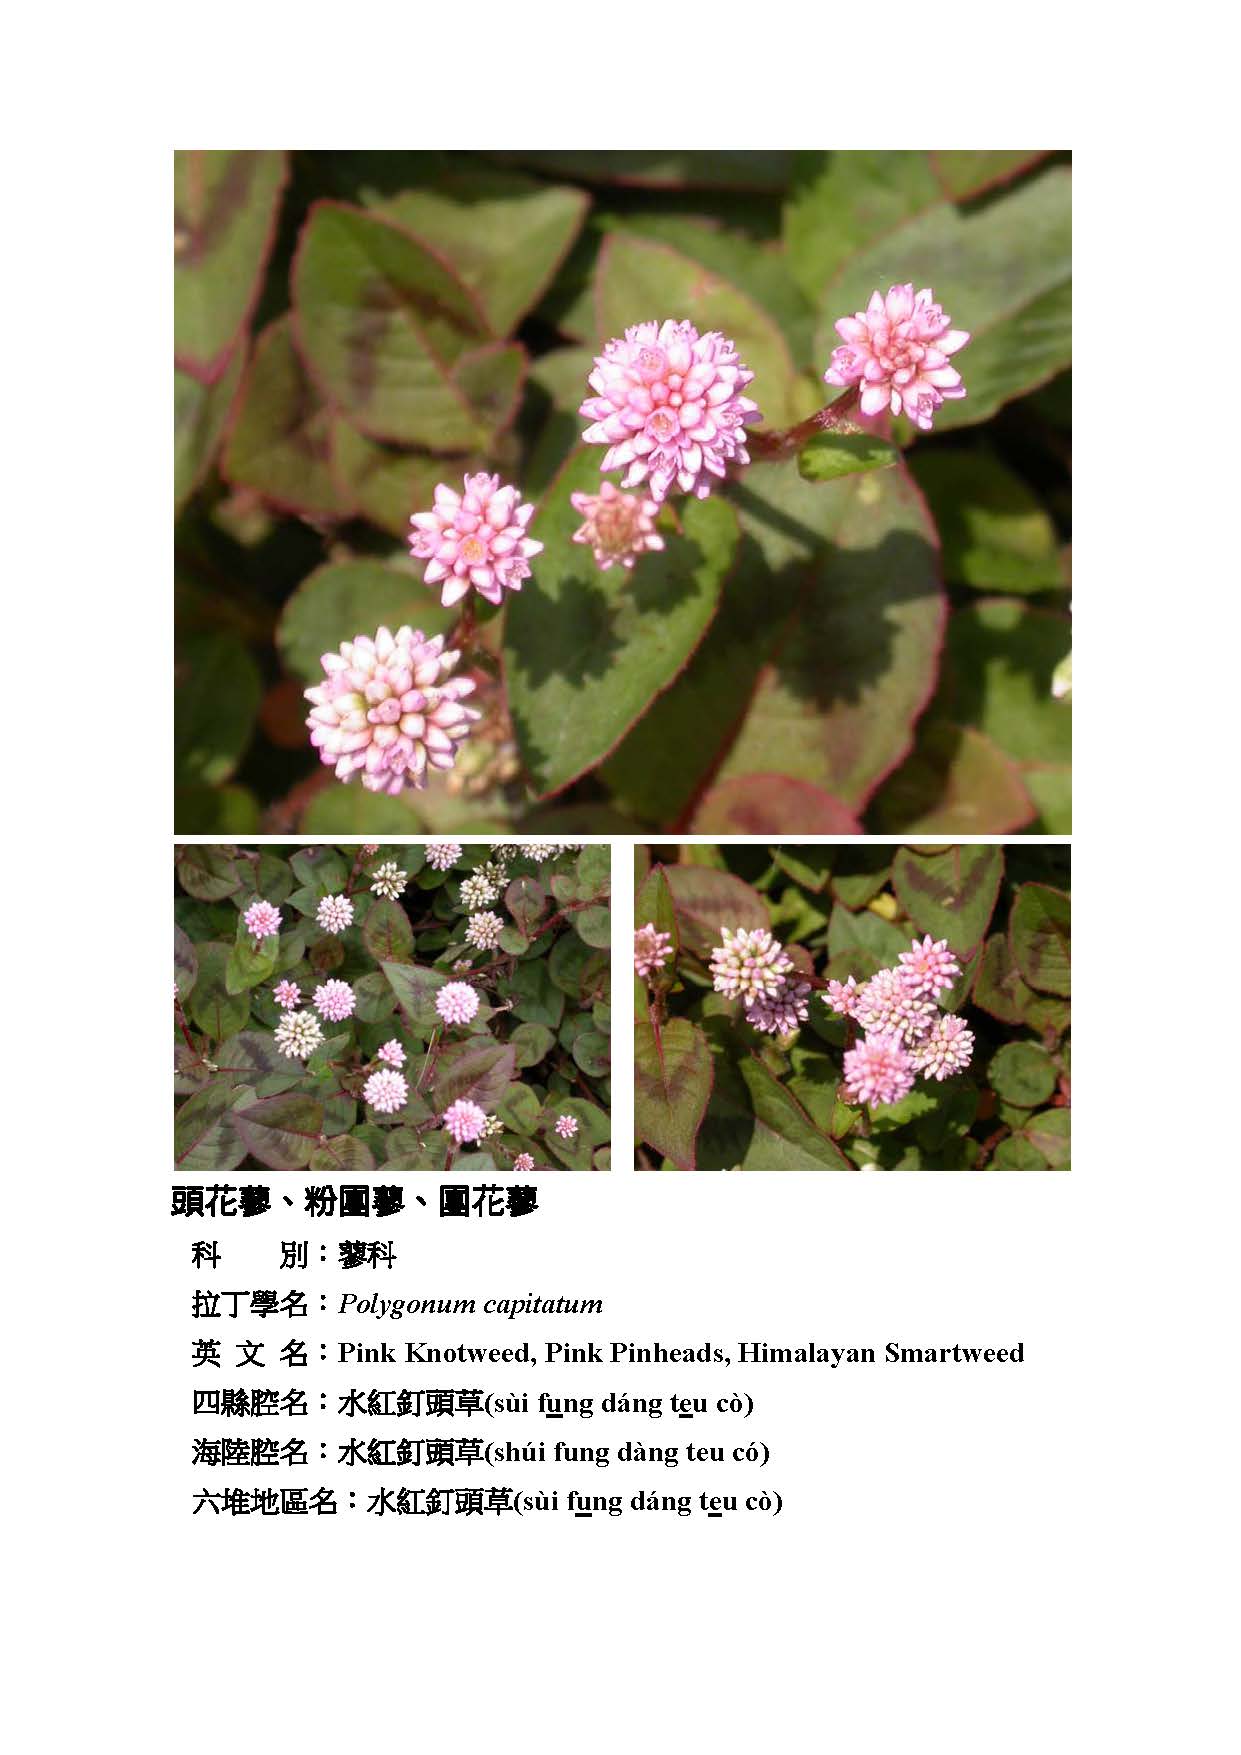 頭花蓼、粉團蓼、團花蓼
科　　別：蓼科
拉丁學名：Polygonum capitatum
英 文 名：Pink Knotweed, Pink Pinheads, Himalayan Smartweed
四縣腔名：水紅釘頭草(sùi fung dáng teu cò)
海陸腔名：水紅釘頭草(shúi fung dàng teu có)
六堆地區名：水紅釘頭草(sùi fung dáng teu cò)